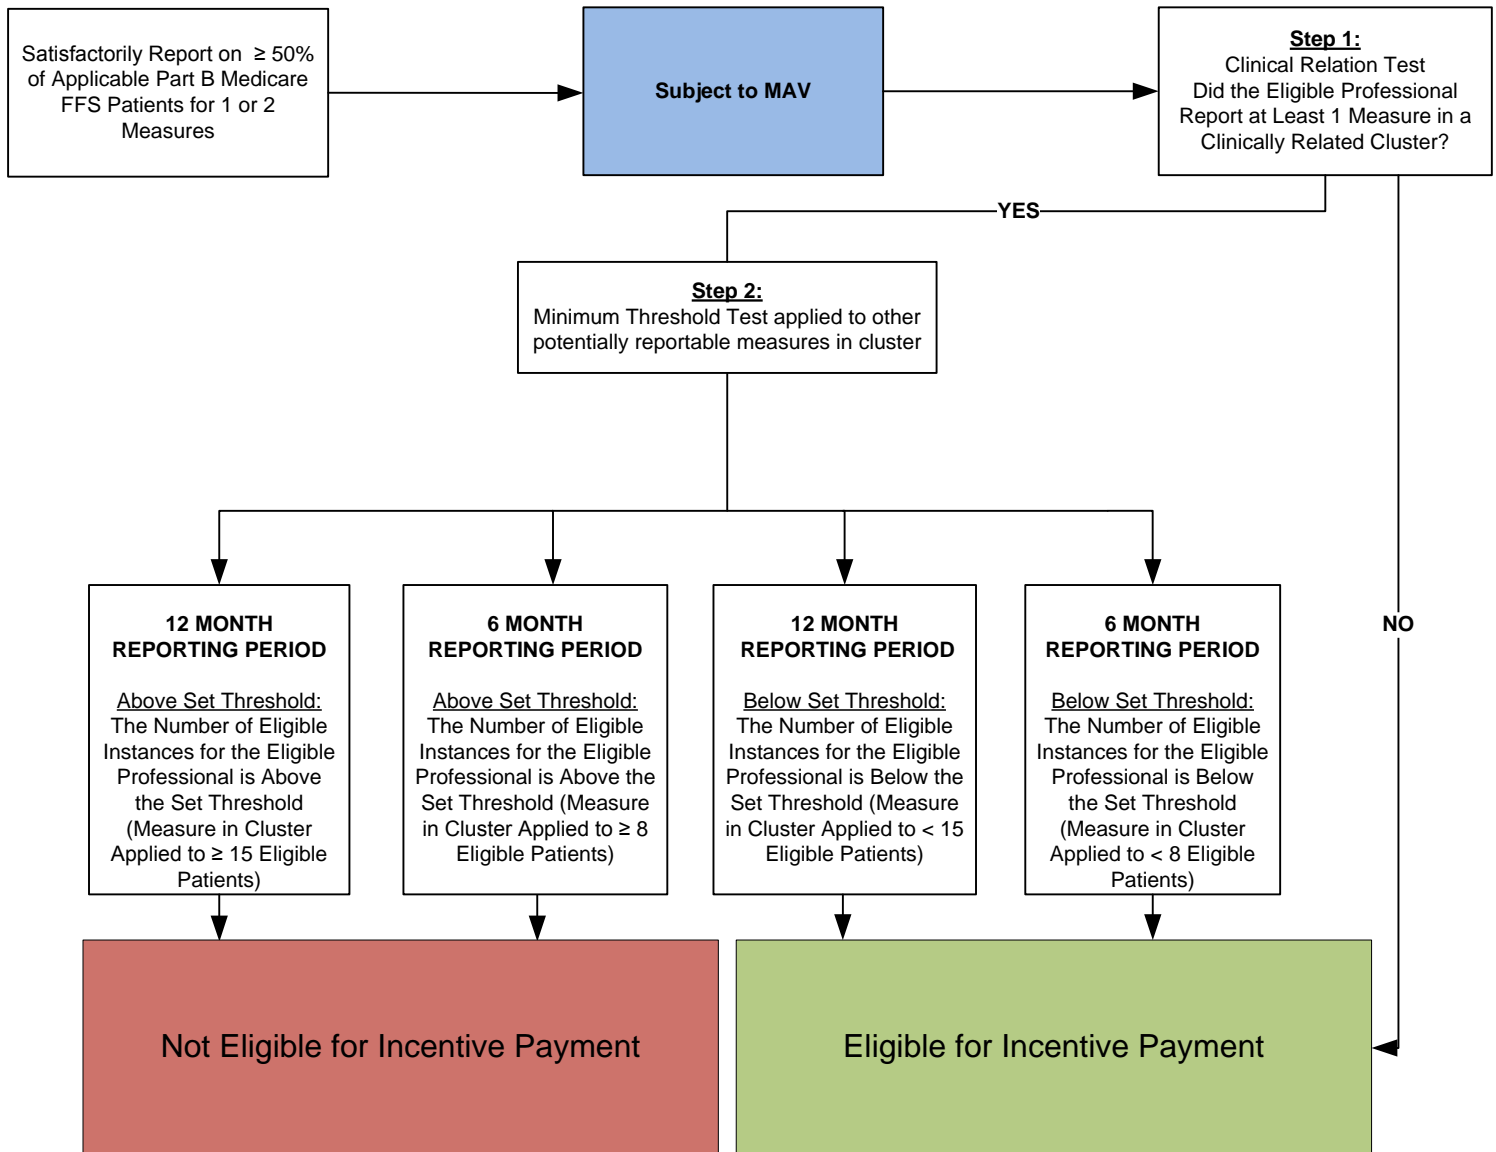 Satisfactorily Report on ≥ 50%
of Applicable Part B Medicare
FFS Patients for 1 or 2
Measures
Subject to MAV
Step 1:
Clinical Relation Test
Did the Eligible Professional
Report at Least 1 Measure in a
Clinically Related Cluster?
YES
Step 2:
Minimum Threshold Test applied to other
potentially reportable measures in cluster
12 MONTH
REPORTING PERIOD
Above Set Threshold:
The Number of Eligible
Instances for the Eligible
Professional is Above
the Set Threshold
(Measure in Cluster
Applied to ≥ 15 Eligible
Patients)
6 MONTH
REPORTING PERIOD
Above Set Threshold:
The Number of Eligible
Instances for the Eligible
Professional is Above the
Set Threshold (Measure
in Cluster Applied to ≥ 8
Eligible Patients)
12 MONTH
REPORTING PERIOD
Below Set Threshold:
The Number of Eligible
Instances for the Eligible
Professional is Below the
Set Threshold (Measure
in Cluster Applied to < 15
Eligible Patients)
6 MONTH
REPORTING PERIOD
Below Set Threshold:
The Number of Eligible
Instances for the Eligible
Professional is Below
the Set Threshold
(Measure in Cluster
Applied to < 8 Eligible
Patients)
NO
Not Eligible for Incentive Payment
Eligible for Incentive Payment